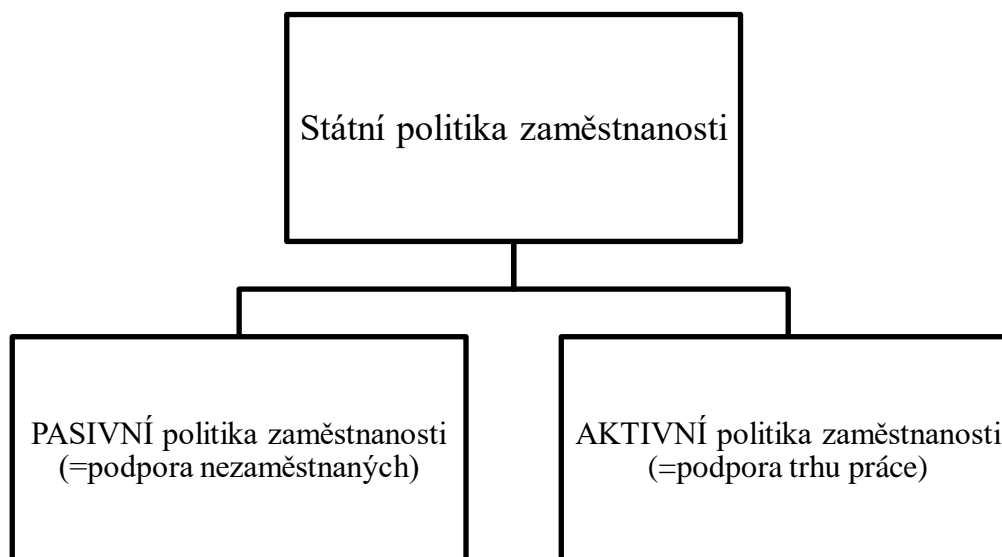 Státní politika zaměstnanosti
PASIVNÍ politika zaměstnanosti
(=podpora nezaměstnaných)
AKTIVNÍ politika zaměstnanosti
(=podpora trhu práce)